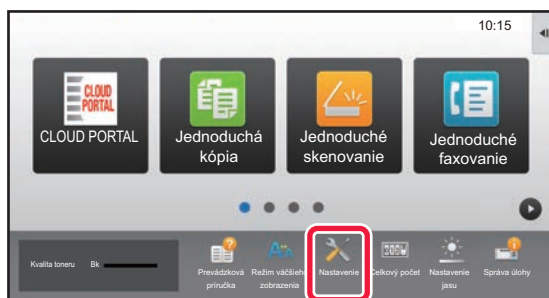 10:15
CLOUD
PORTAL
CLOUD PORTAL
Jednoduchá
kópia
Jednoduché
skenovanie
Jednoduché
faxovanie
Kvalita toneru Bk
Prevádzková
príručka
Režim väčšieho
zobrazenia
Nastavenie
Celkový počet
Nastavenie
jasu
Správa úlohy